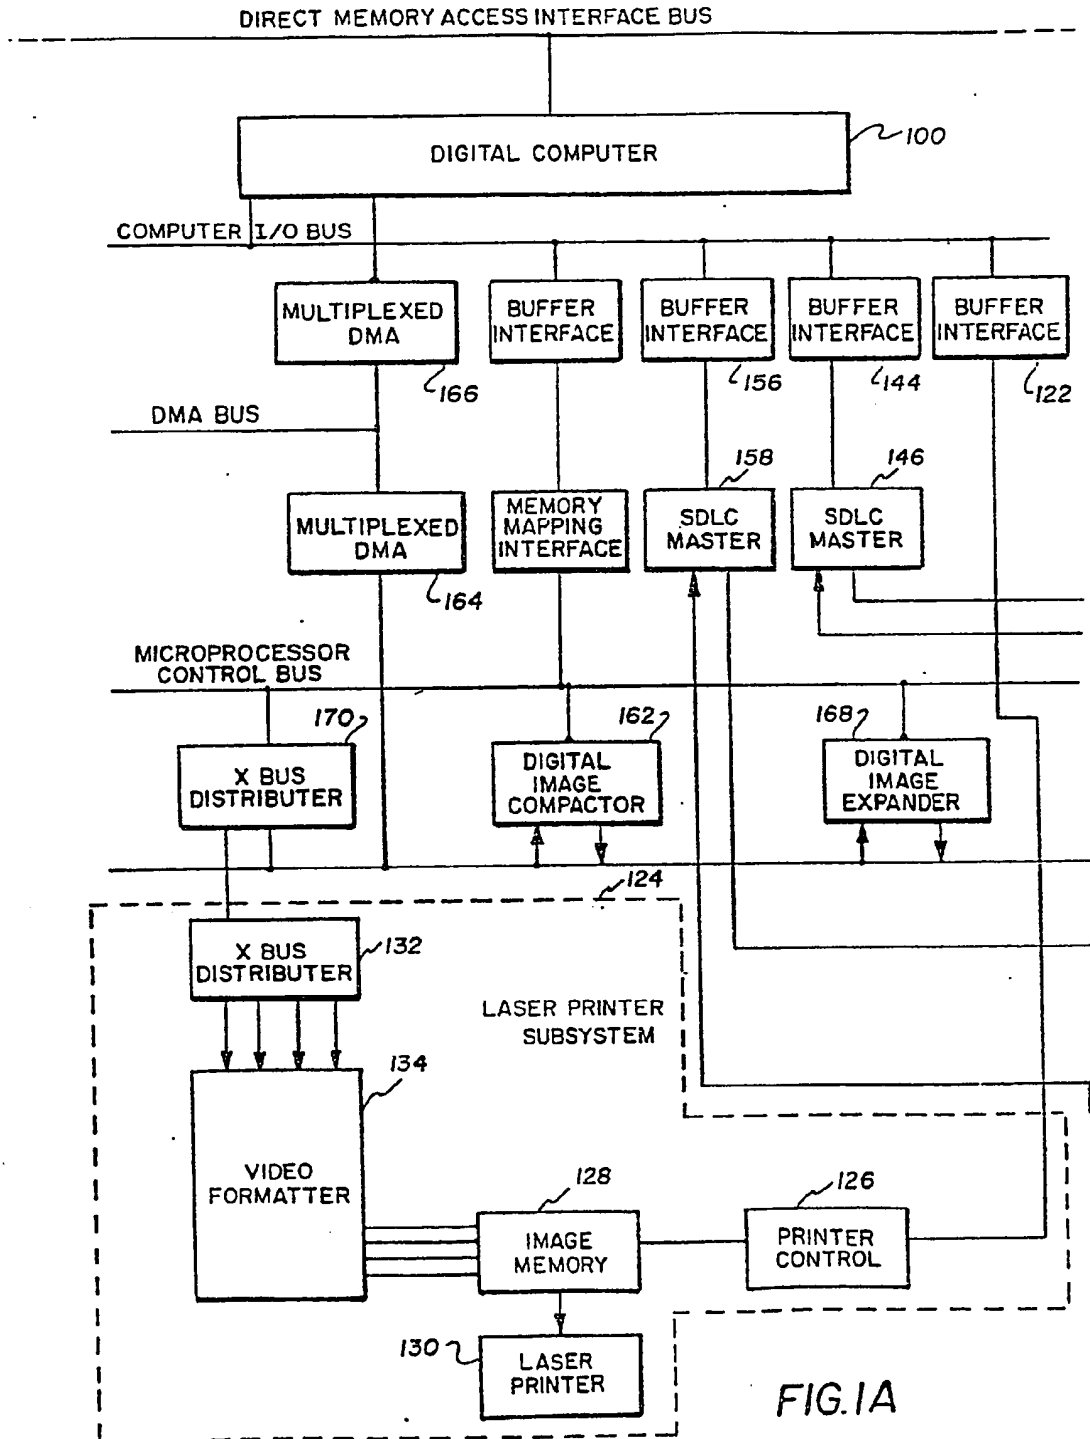 DIRECT MEMORY ACCESS INTERFACE BUS
DIGITAL COMPUTER
100
COMPUTER I/O BUS
MULTIPLEXED
DMA
166
BUFFER
INTERFACE
BUFFER
INTERFACE
156
BUFFER
INTERFACE
144
BUFFER
INTERFACE
122
DMA BUS
MULTIPLEXED
DMA
164
MEMORY
MAPPING
INTERFACE
158
SDLC
MASTER
146
SDLC
MASTER
MICROPROCESSOR
CONTROL BUS
170
X BUS
DISTRIBUTER
162
DIGITAL
IMAGE
COMPACTOR
168
DIGITAL
IMAGE
EXPANDER
124
X BUS
DISTRIBUTER
132
LASER PRINTER
SUBSYSTEM
134
VIDEO
FORMATTER
128
IMAGE
MEMORY
126
PRINTER
CONTROL
130
LASER
PRINTER
FIG.1A